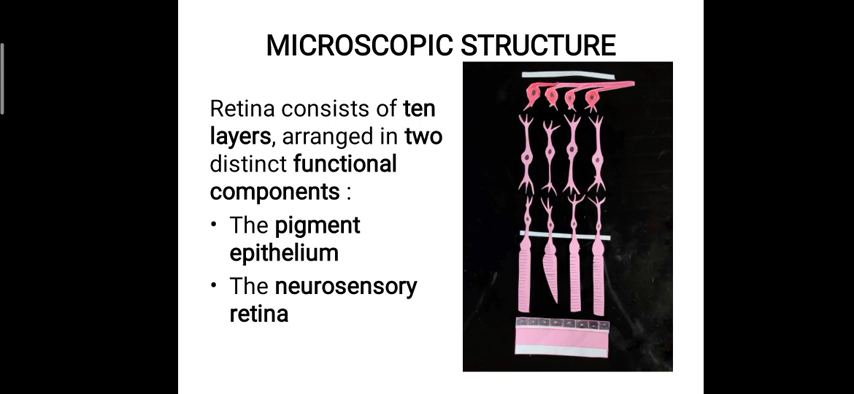 MICROSCOPIC STRUCTURE
Retina consists of ten
layers, arranged in two
distinct functional
components :
• The pigment
epithelium
• The neurosensory
retina